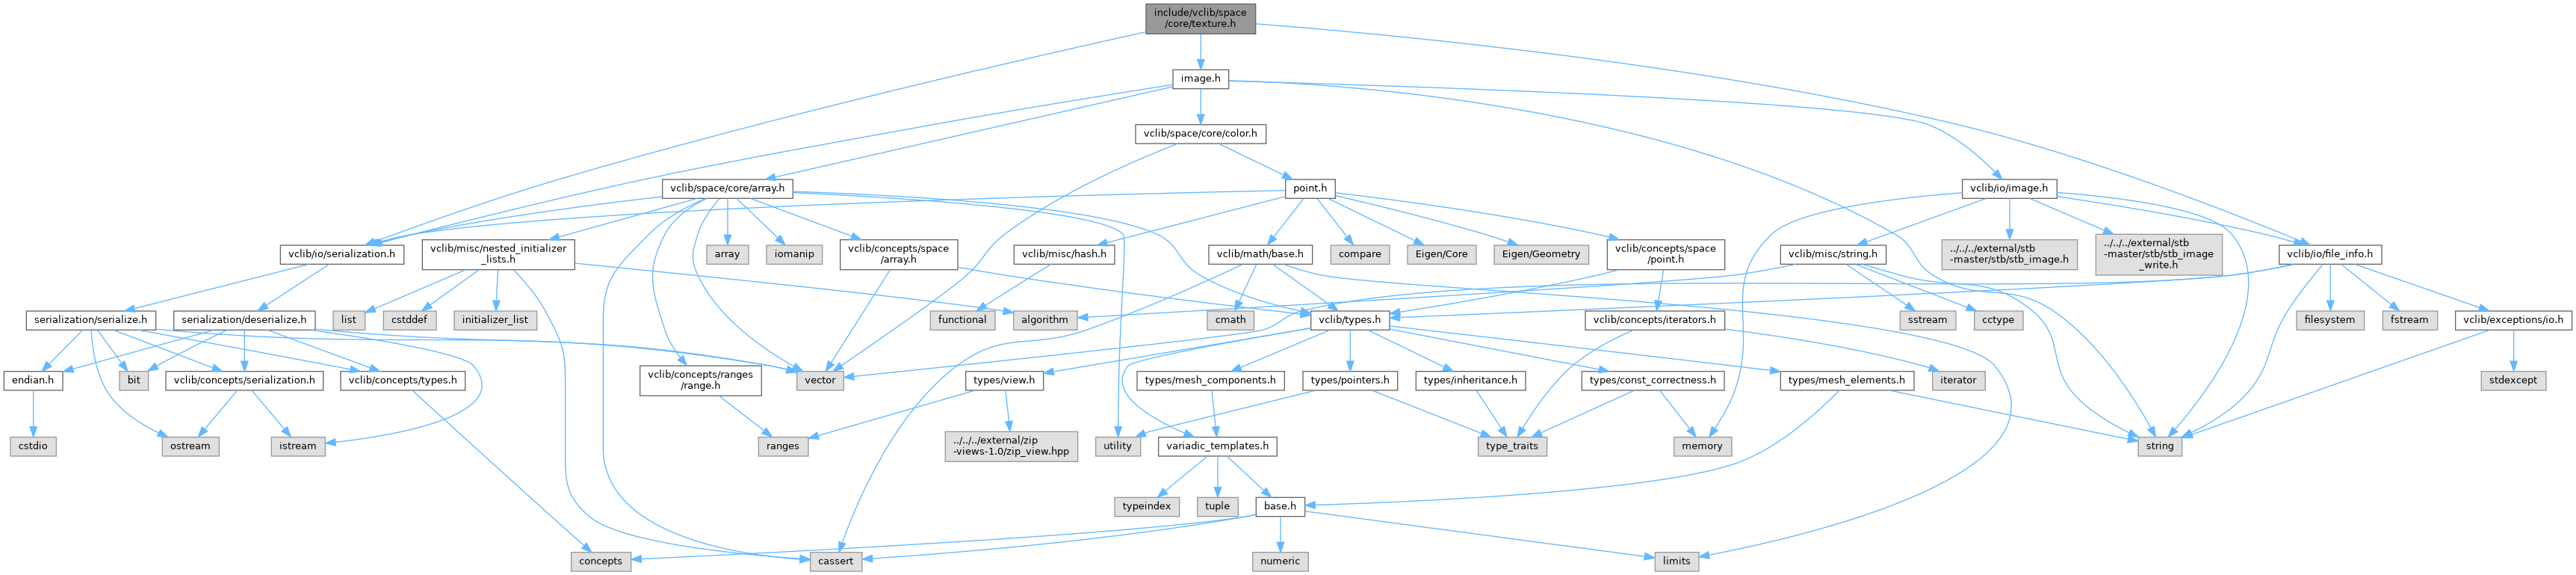 include/vclib/space
/core/texture.h
image.h
vclib/space/core/color.h
vclib/space/core/array.h
point.h
vclib/io/image.h
vclib/io/serialization.h
vclib/misc/nested_initializer
_lists.h
array
iomanip
vclib/concepts/space
/array.h
vclib/misc/hash.h
vclib/math/base.h
compare
Eigen/Core
Eigen/Geometry
vclib/concepts/space
/point.h
vclib/misc/string.h
../../../external/stb
-master/stb/stb_image.h
../../../external/stb
-master/stb/stb_image
_write.h
vclib/io/file_info.h
serialization/serialize.h
serialization/deserialize.h
list
cstddef
initializer_list
functional
algorithm
cmath
vclib/types.h
vclib/concepts/iterators.h
sstream
cctype
filesystem
fstream
vclib/exceptions/io.h
endian.h
bit
vclib/concepts/serialization.h
vclib/concepts/types.h
vclib/concepts/ranges
/range.h
vector
types/view.h
types/mesh_components.h
types/pointers.h
types/inheritance.h
types/const_correctness.h
types/mesh_elements.h
iterator
stdexcept
cstdio
ostream
istream
ranges
../../../external/zip
-views-1.0/zip_view.hpp
utility
variadic_templates.h
type_traits
memory
string
typeindex
tuple
base.h
concepts
cassert
numeric
limits